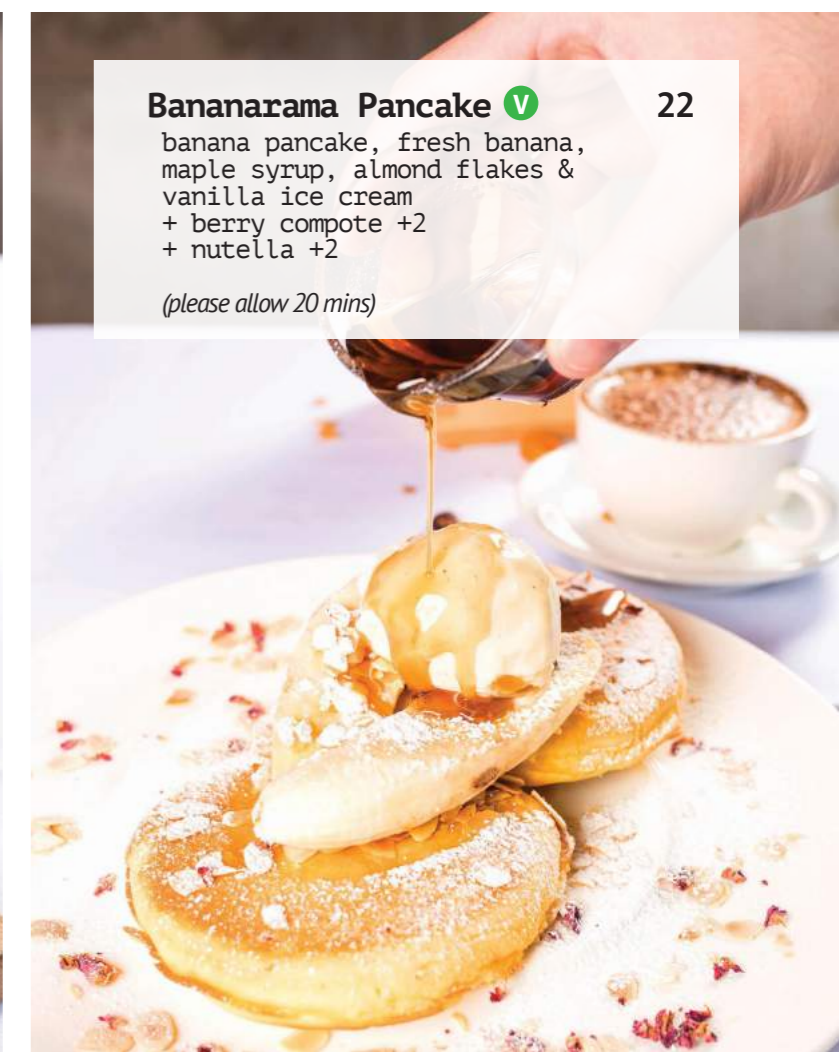 Bananarama Pancake V 22
banana pancake, fresh banana,
maple syrup, almond flakes &
vanilla ice cream
+ berry compote +2
+ nutella +2
(please allow 20 mins)